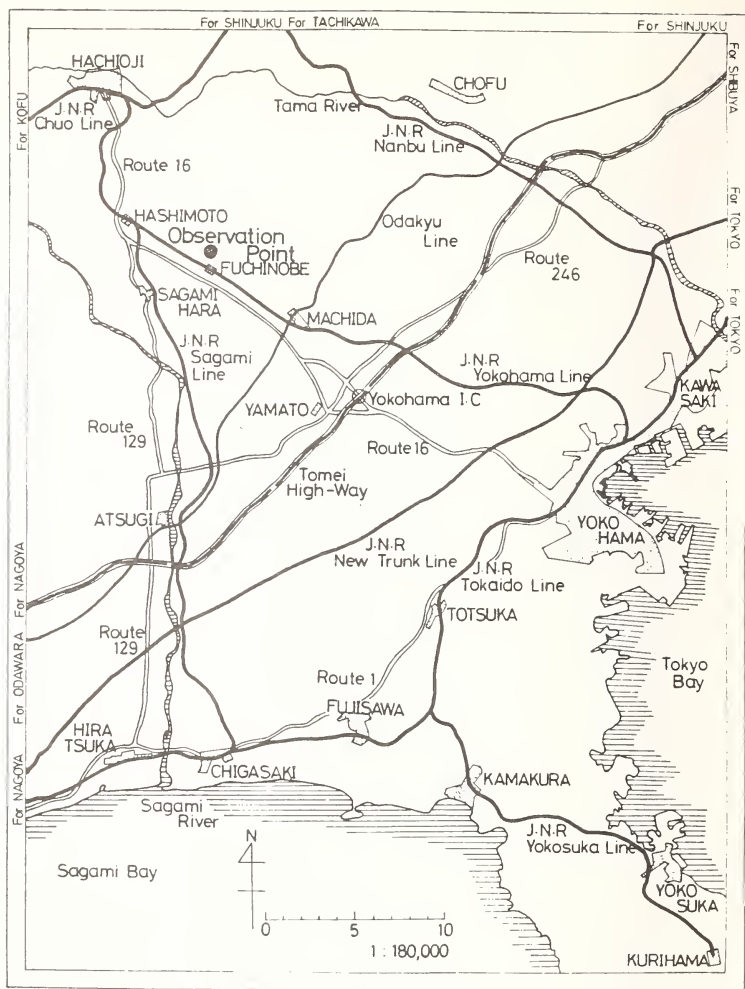 For SHINJUKU For TACHIKAWA
For SHINJUKU
For SHIBUYA
For KOFU
HACHIOJI
CHOFU
J.N.R
Chuo Line
Tama River
J.N.R
Nanbu Line
Route 16
For TOKYO
HASHIMOTO
Observation
Point
FUCHINOBE
Odakyu
Line
Route
246
For TOKYO
SAGAMI
HARA
MACHIDA
J.N.R
Sagami
Line
J.N.R
Yokohama Line
KAWA
SAKI
YAMATO
Yokohama I.C
Route
129
Route16
Tomei
High-Way
ATSUGI
YOKO
HAMA
J.N.R
New Trunk Line
J.N.R
Tokaido Line
For NAGOYA
TOTSUKA
Route
129
For ODAWARA
Tokyo
Bay
Route 1
FUJISAWA
HIRA
TSUKA
For NAGOYA
CHIGASAKI
KAMAKURA
Sagami
River
J.N.R
Yokosuka Line
N
Sagami Bay
YOKO
SUKA
0 5 10
1 : 180,000
KURIHAMA